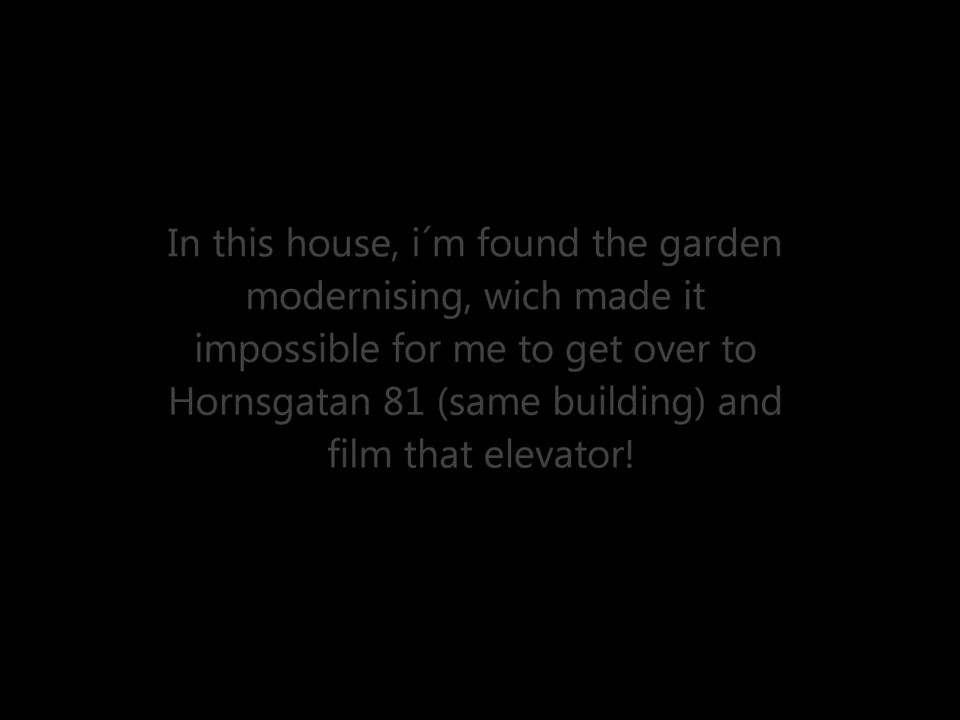 In this house, i´m found the garden
modernising, wich made it
impossible for me to get over to
Hornsgatan 81 (same building) and
film that elevator!